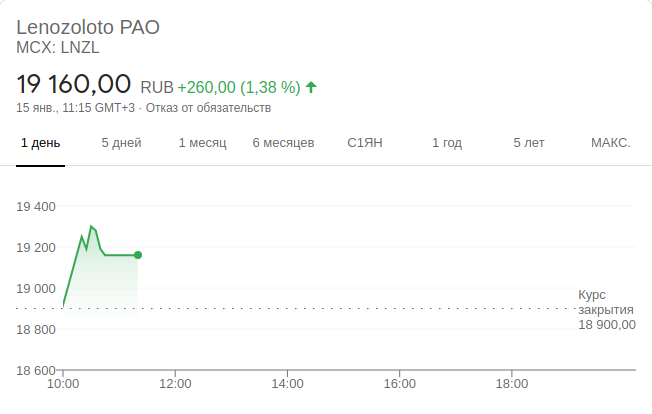 Lenozoloto PAO
MCX: LNZL
19 160,00 RUB +260,00 (1,38 %)
15 янв., 11:15 GMT+3 · Отказ от обязательств
1 день 5 дней 1 месяц 6 месяцев С1ЯН 1 год 5 лет МАКС.
19 400
19 200
19 000
Курс
закрытия
18 900,00
18 800
18 600
10:00 12:00 14:00 16:00 18:00